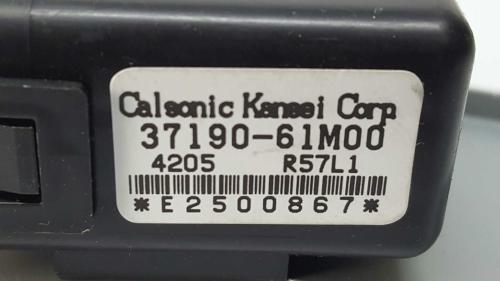 Calsonic Kansei Corp
37190-61M00
4205 R57L1
*E2500867*